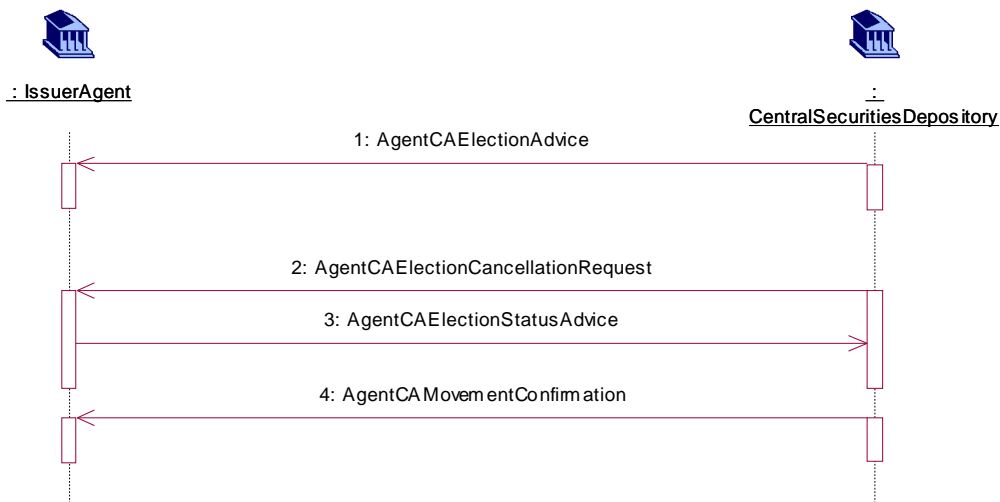 : IssuerAgent
:
CentralSecuritiesDepository
1: AgentCAElectionAdvice
2: AgentCAElectionCancellationRequest
3: AgentCAElectionStatusAdvice
4: AgentCAMovementConfirmation